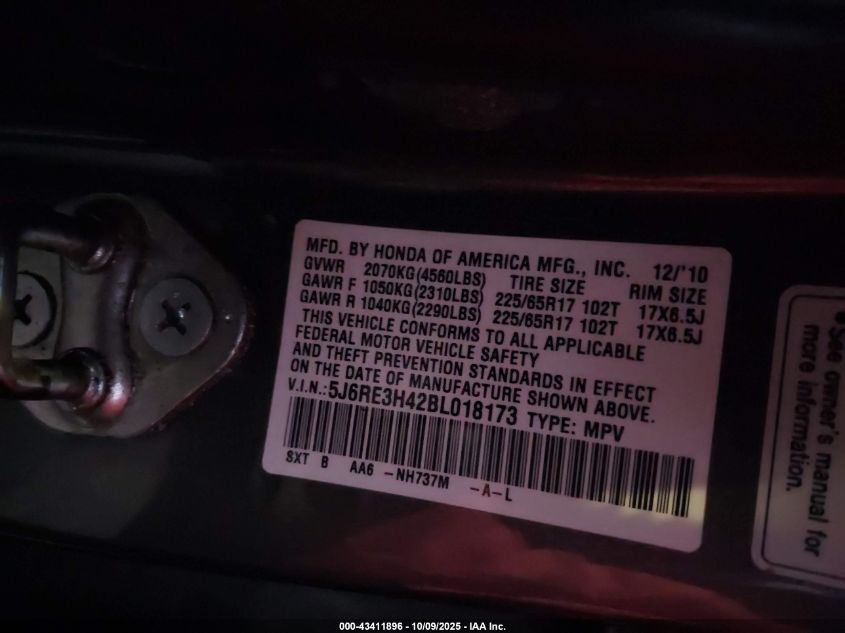 MFD. BY HONDA OF AMERICA MFG., INC. 12/'10
GVWR 2070KG(4560LBS) TIRE SIZE RIM SIZE
GAWR F 1050KG(2310LBS) 225/65R17 102T 17X6.5J
GAWR R 1040KG(2290LBS) 225/65R17 102T 17X6.5J
THIS VEHICLE CONFORMS TO ALL APPLICABLE
FEDERAL MOTOR VEHICLE SAFETY
AND THEFT PREVENTION STANDARDS IN EFFECT
ON THE DATE OF MANUFACTURE SHOWN ABOVE.
V.I.N.:5J6RE3H42BL018173 TYPE: MPV
SXT B AA6 -NH737M -A-L
See owner's manual for
more information.
000-43411896 - 10/09/2025 - IAA Inc.